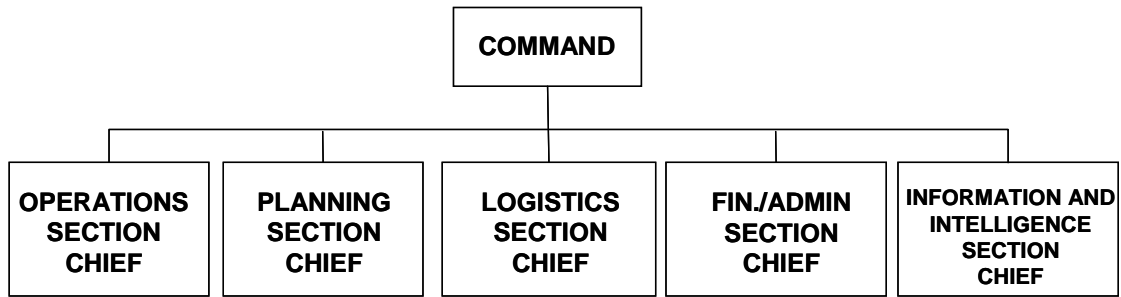 COMMAND
OPERATIONS
SECTION
CHIEF
PLANNING
SECTION
CHIEF
LOGISTICS
SECTION
CHIEF
FIN./ADMIN
SECTION
CHIEF
INFORMATION AND
INTELLIGENCE
SECTION
CHIEF